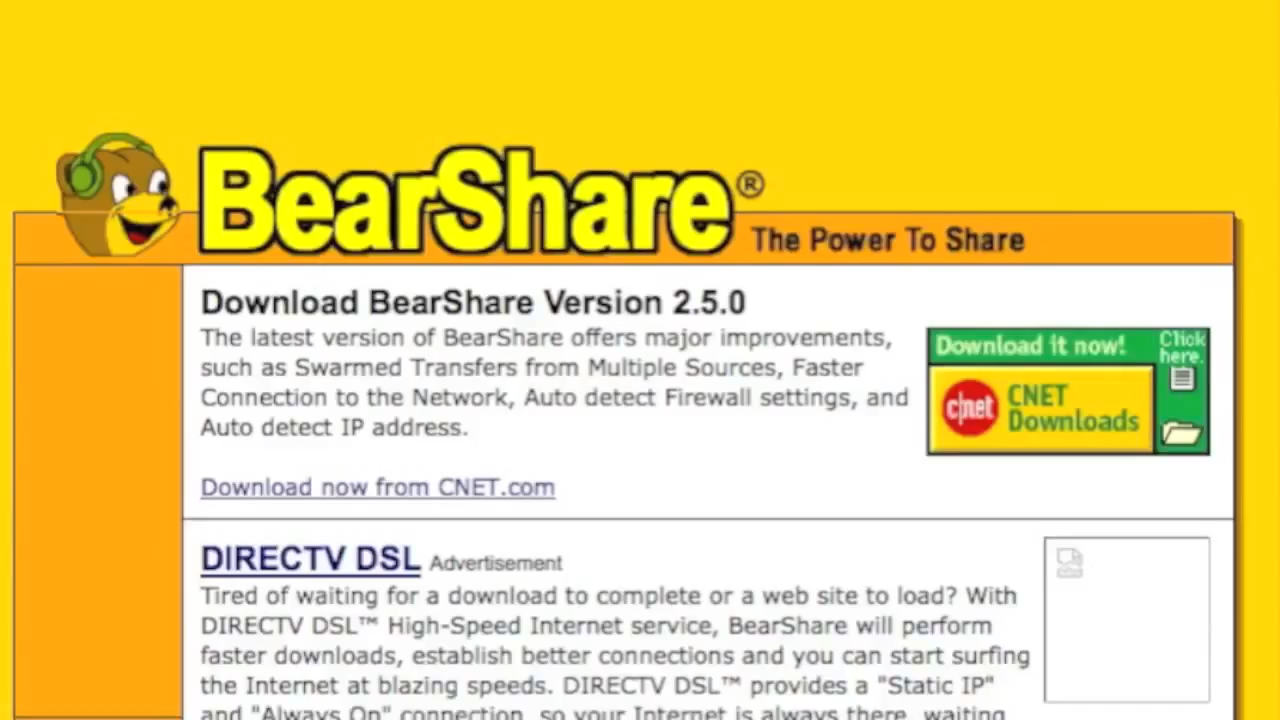 BearShare®
The Power To Share
Download BearShare Version 2.5.0
The latest version of BearShare offers major improvements,
such as Swarmed Transfers from Multiple Sources, Faster
Connection to the Network, Auto detect Firewall settings, and
Auto detect IP address.
Download it now!
Click
here.
c|net
CNET
Downloads
Download now from CNET.com
DIRECTV DSL Advertisement
Tired of waiting for a download to complete or a web site to load? With
DIRECTV DSL™ High-Speed Internet service, BearShare will perform
faster downloads, establish better connections and you can start surfing
the Internet at blazing speeds. DIRECTV DSL™ provides a "Static IP"
and "Always On" connection, so your Internet is always there, waiting